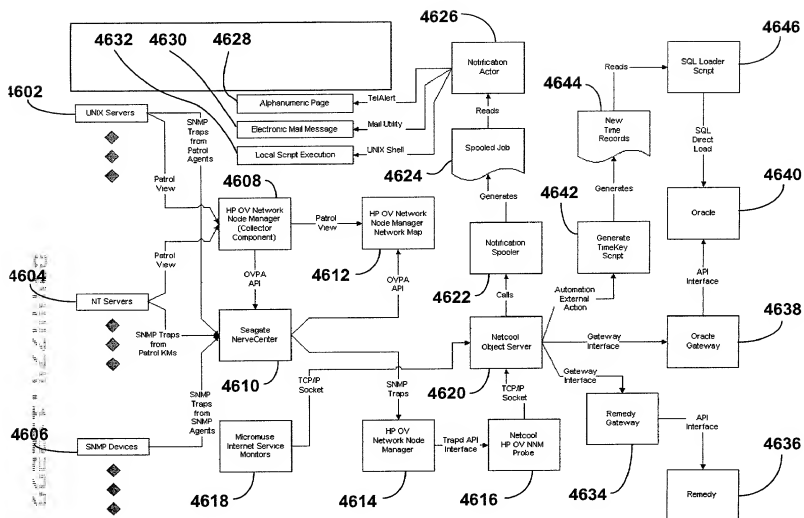 4632
4630
4628
4626
4646
Alphanumeric Page
TelAlert
Notification
Actor
Reads
SQL Loader
Script
4602
UNIX Servers
SNMP
Traps
from
Patrol
Agents
Electronic Mail Message
Mail Utility
Reads
4644
New
Time
Records
Local Script Execution
UNIX Shell
Spooled Job
4624
SQL
Direct
Load
4640
Patrol
View
4608
HP OV Network
Node Manager
(Collector
Component)
Patrol
View
HP OV Network
Node Manager
Network Map
4612
Generates
Generates
4642
Oracle
Notification
Spooler
4622
Generate
TimeKey
Script
Patrol
View
OVPA
API
OVPA
API
4604
NT Servers
Calls
Automation
External
Action
API
Interface
4638
SNMP Traps
from
Patrol KMs
Seagate
NerveCenter
4610
Netcool
Object Server
4620
Gateway
Interface
Oracle
Gateway
SNMP
Traps
from
SNMP
Agents
TCP/IP
Socket
SNMP
Traps
TCP/IP
Socket
Gateway
Interface
4606
SNMP Devices
Micromuse
Internet Service
Monitors
4618
HP OV
Network Node
Manager
4614
Trapd API
Interface
Netcool
HP OV NNM
Probe
4616
Remedy
Gateway
4634
API
Interface
4636
Remedy